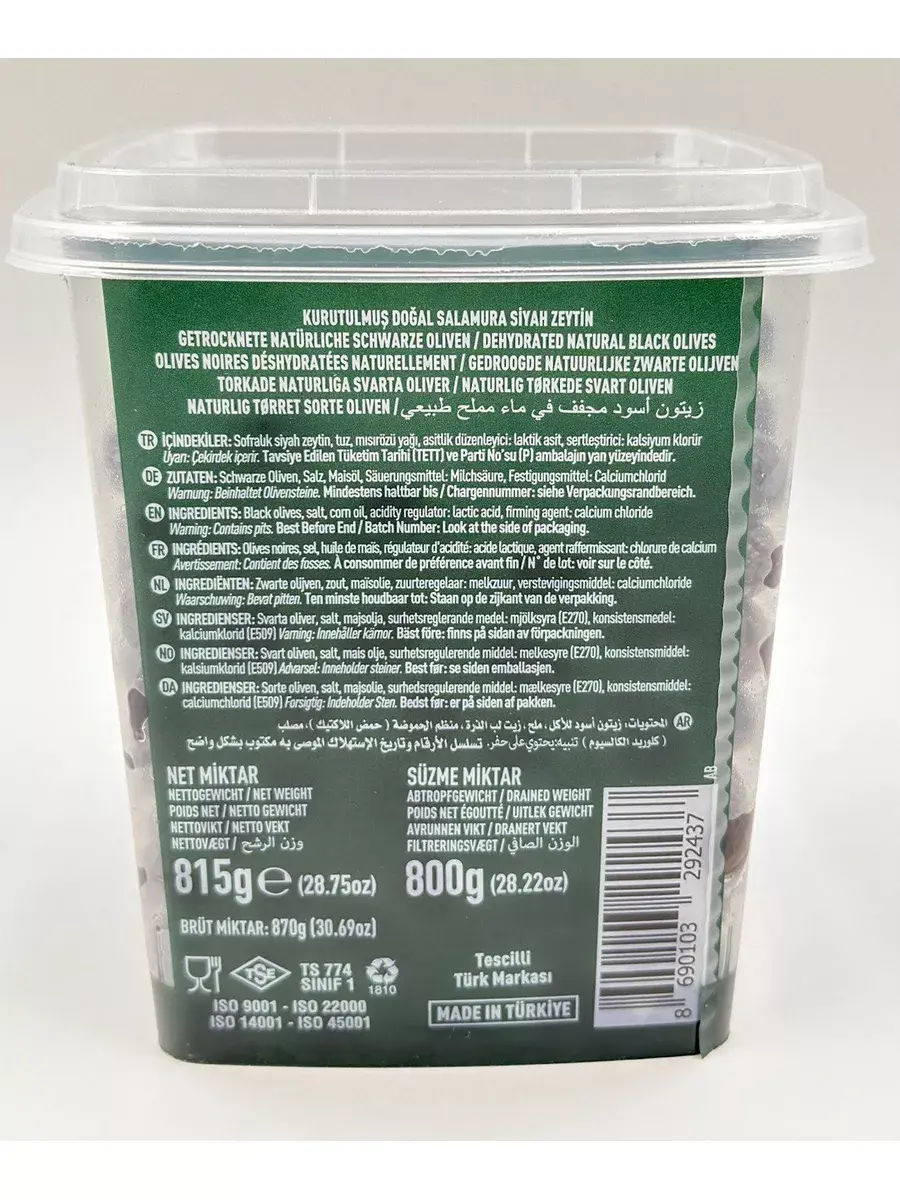 KURUTULMUŞ DOĞAL SALAMURA SİYAH ZEYTİN
GETROCKNETE NATÜRLICHE SCHWARZE OLIVEN / DEHYDRATED NATURAL BLACK OLIVES
OLIVES NOIRES DÉSHYDRATÉES NATURELLEMENT / GEDROOGDE NATUURLIJKE ZWARTE OLIJVEN
TORKADE NATURLIGA SVARTA OLIVER / NATURLIG TØRKEDE SVART OLIVEN
NATURLIG TØRRET SORTE OLIVEN / زيتون أسود مجفف في ماء مملح طبيعي
TR İÇİNDEKİLER: Sofralık siyah zeytin, tuz, mısırözü yağı, asitlik düzenleyici: laktik asit, sertleştirici: kalsiyum klorür
Uyarı: Çekirdek içerir. Tavsiye Edilen Tüketim Tarihi (TETT) ve Parti No'su (P) ambalajın yan yüzeyindedir.
DE ZUTATEN: Schwarze Oliven, Salz, Maisöl, Säuerungsmittel: Milchsäure, Festigungsmittel: Calciumchlorid
Warnung: Beinhaltet Olivensteine. Mindestens haltbar bis / Chargennummer: siehe Verpackungsrandbereich.
EN INGREDIENTS: Black olives, salt, corn oil, acidity regulator: lactic acid, firming agent: calcium chloride
Warning: Contains pits. Best Before End / Batch Number: Look at the side of packaging.
FR INGRÉDIENTS: Olives noires, sel, huile de maïs, régulateur d'acidité: acide lactique, agent raffermissant: chlorure de calcium
Avertissement: Contient des fosses. À consommer de préférence avant fin / N° de lot: voir sur le côté.
NL INGREDIËNTEN: Zwarte olijven, zout, maïsolie, zuurteregelaar: melkzuur, verstevigingsmiddel: calciumchloride
Waarschuwing: Bevat pitten. Ten minste houdbaar tot: Staan op de zijkant van de verpakking.
SV INGREDIENSER: Svarta oliver, salt, majsolja, surhetsreglerande medel: mjölksyra (E270), konsistensmedel:
kalciumklorid (E509) Varning: Innehåller kärnor. Bäst före: finns på sidan av förpackningen.
NO INGREDIENSER: Svart oliven, salt, mais olje, surhetsregulerende middel: melkesyre (E270), konsistensmiddel:
kalsiumklorid (E509) Advarsel: Inneholder steiner. Best før: se siden emballasjen.
DA INGREDIENSER: Sorte oliven, salt, majsolie, surhedsregulerende middel: mælkesyre (E270), konsistensmiddel:
calciumchlorid (E509) Forsigtig: Indeholder Sten. Bedst før: er på siden af pakken.
AR المحتويات: زيتون أسود للأكل، ملح، زيت لب الذرة، منظم الحموضة ( حمض اللاكتيك )، مصلب
( كلوريد الكالسيوم ) تنبيه:يحتوي على حفر. تسلسل الأرقام وتاريخ الإستهلاك الموصى به مكتوب بشكل واضح
NET MİKTAR
NETTOGEWICHT / NET WEIGHT
POIDS NET / NETTO GEWICHT
NETTOVIKT / NETTO VEKT
NETTOVÆGT / وزن الرشح
815g e (28.75oz)
SÜZME MİKTAR
ABTROPFGEWICHT / DRAINED WEIGHT
POIDS NET ÉGOUTTÉ / UITLEK GEWICHT
AVRUNNEN VIKT / DRANERT VEKT
FILTRERINGSVÆGT / الوزن الصافي
800g (28.22oz)
BRÜT MİKTAR: 870g (30.69oz)
TSE
TS 774
SINIF 1
1810
ISO 9001 - ISO 22000
ISO 14001 - ISO 45001
Tescilli
Türk Markası
MADE IN TÜRKİYE
AB
8 690103 292437